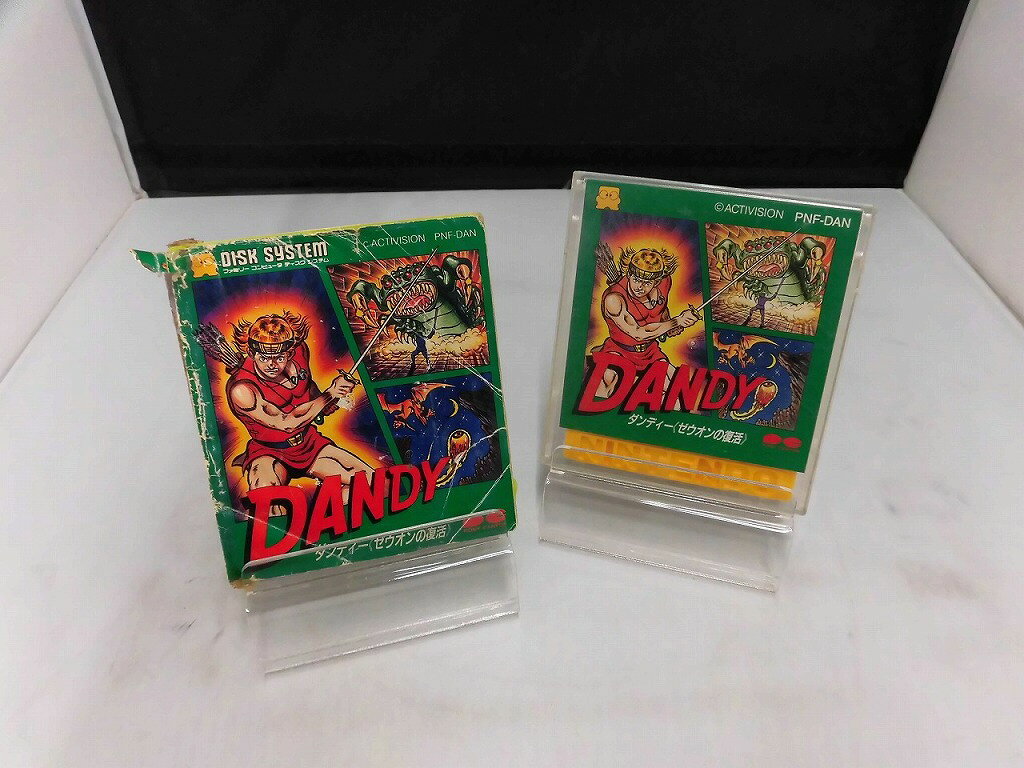 DISK SYSTEM
ファミリー コンピュータ ディスク システム
©ACTIVISION PNF-DAN
DANDY
ダンディー〈ゼウオンの復活〉
©ACTIVISION PNF-DAN
DANDY
ダンディー〈ゼウオンの復活〉
NINTENDO